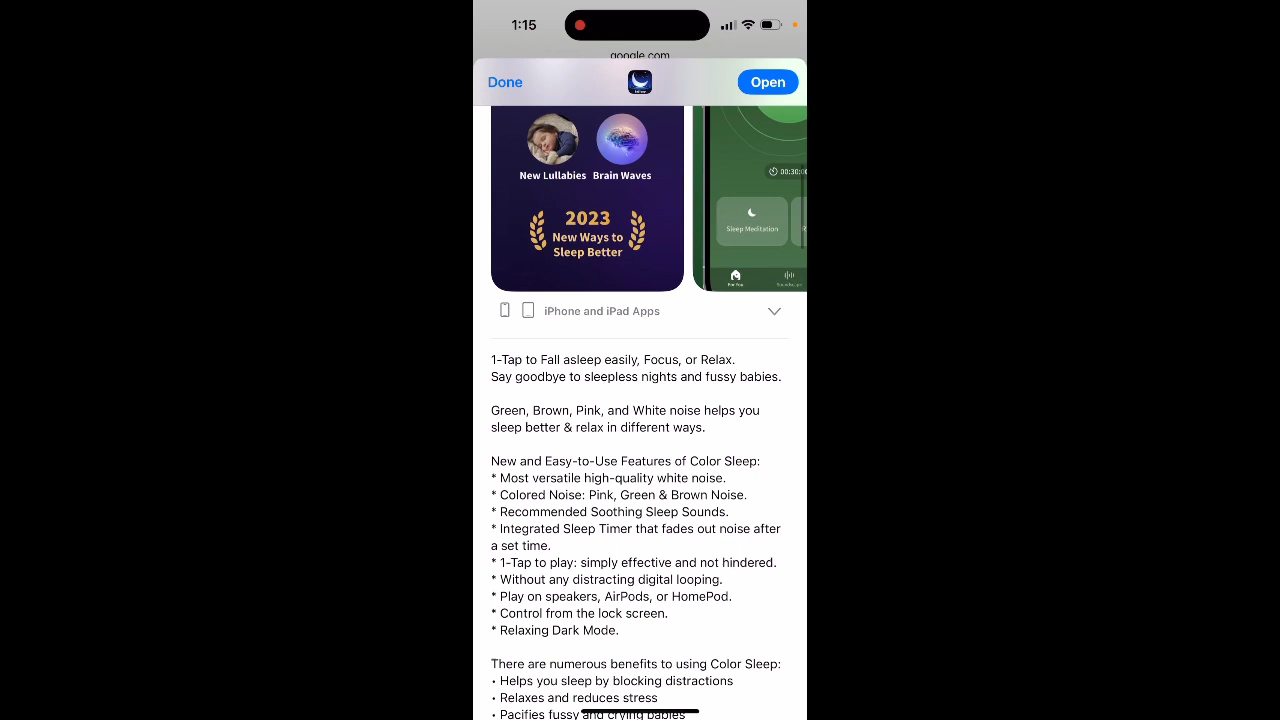 1:15
google.com
Done
Open
New Lullabies Brain Waves
00:30:00
2023
New Ways to
Sleep Better
Sleep Meditation
For You
iPhone and iPad Apps
1-Tap to Fall asleep easily, Focus, or Relax.
Say goodbye to sleepless nights and fussy babies.
Green, Brown, Pink, and White noise helps you
sleep better & relax in different ways.
New and Easy-to-Use Features of Color Sleep:
* Most versatile high-quality white noise.
* Colored Noise: Pink, Green & Brown Noise.
* Recommended Soothing Sleep Sounds.
* Integrated Sleep Timer that fades out noise after
a set time.
* 1-Tap to play: simply effective and not hindered.
* Without any distracting digital looping.
* Play on speakers, AirPods, or HomePod.
* Control from the lock screen.
* Relaxing Dark Mode.
There are numerous benefits to using Color Sleep:
• Helps you sleep by blocking distractions
• Relaxes and reduces stress
• Pacifies fussy and crying babies